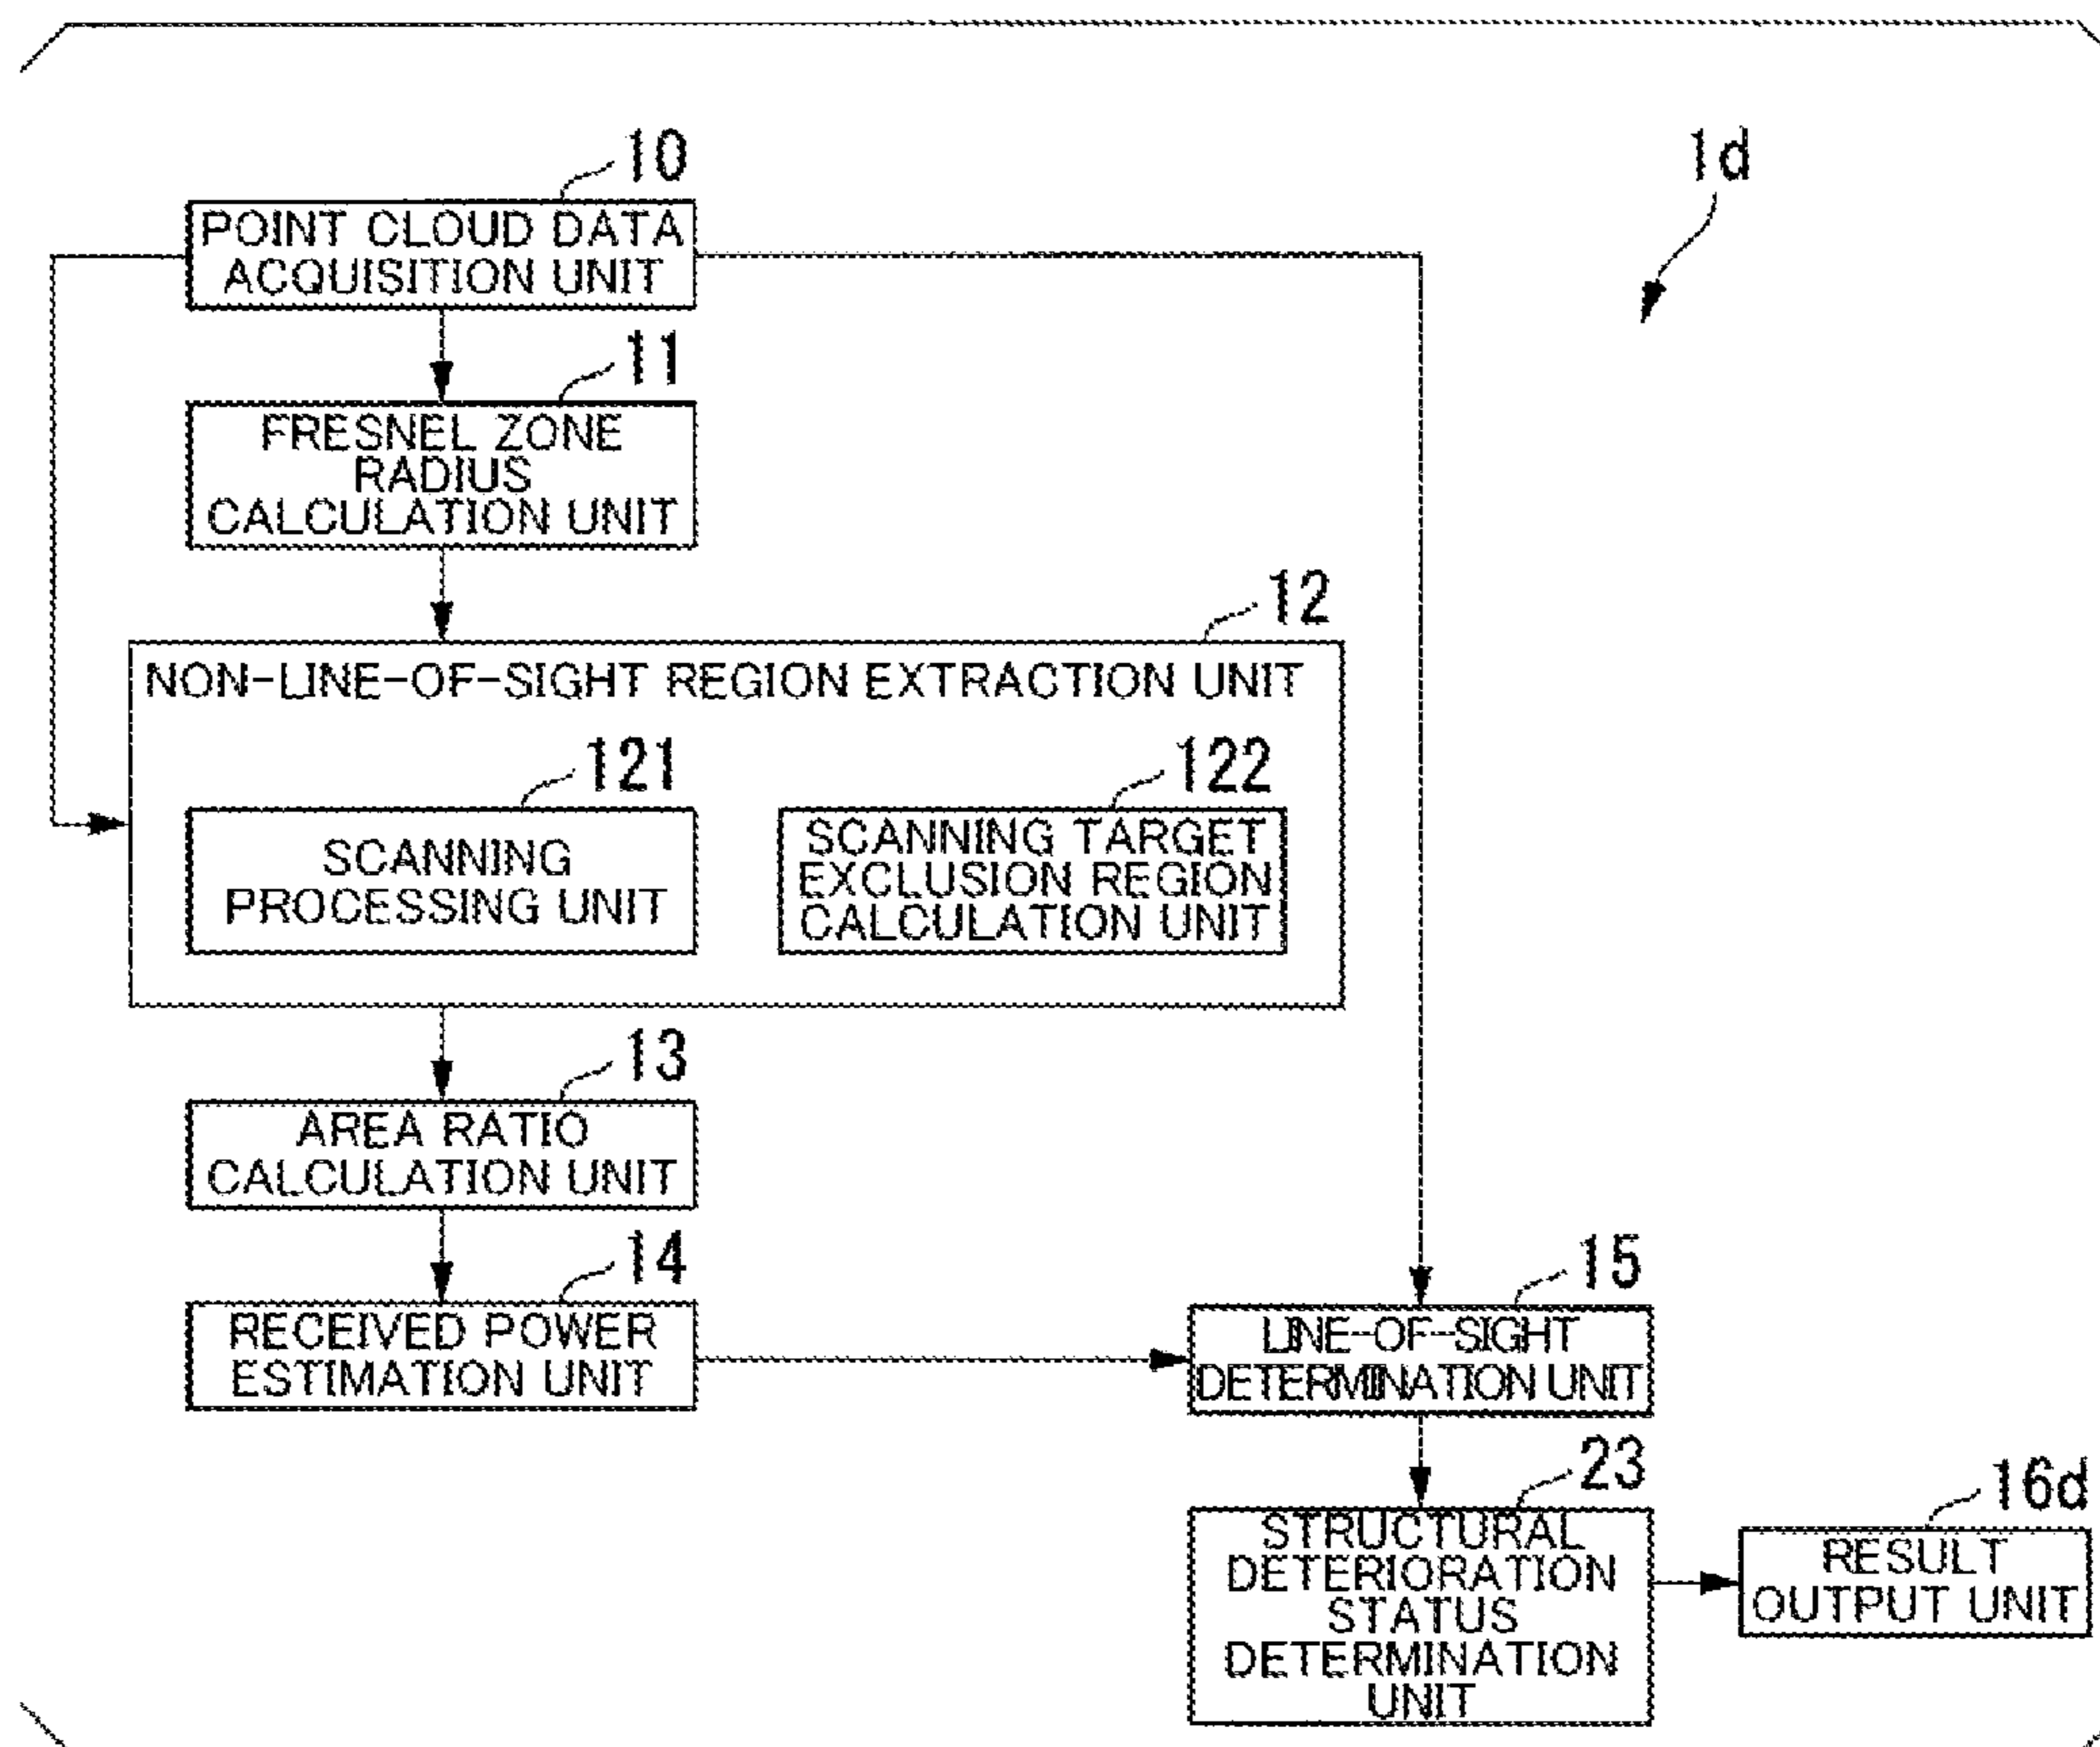 10
1d
POINT CLOUD DATA
ACQUISITION UNIT
11
FRESNEL ZONE
RADIUS
CALCULATION UNIT
12
NON-LINE-OF-SIGHT REGION EXTRACTION UNIT
121
SCANNING
PROCESSING UNIT
122
SCANNING TARGET
EXCLUSION REGION
CALCULATION UNIT
13
AREA RATIO
CALCULATION UNIT
14
RECEIVED POWER
ESTIMATION UNIT
15
LINE-OF-SIGHT
DETERMINATION UNIT
23
STRUCTURAL
DETERIORATION
STATUS
DETERMINATION
UNIT
16d
RESULT
OUTPUT UNIT